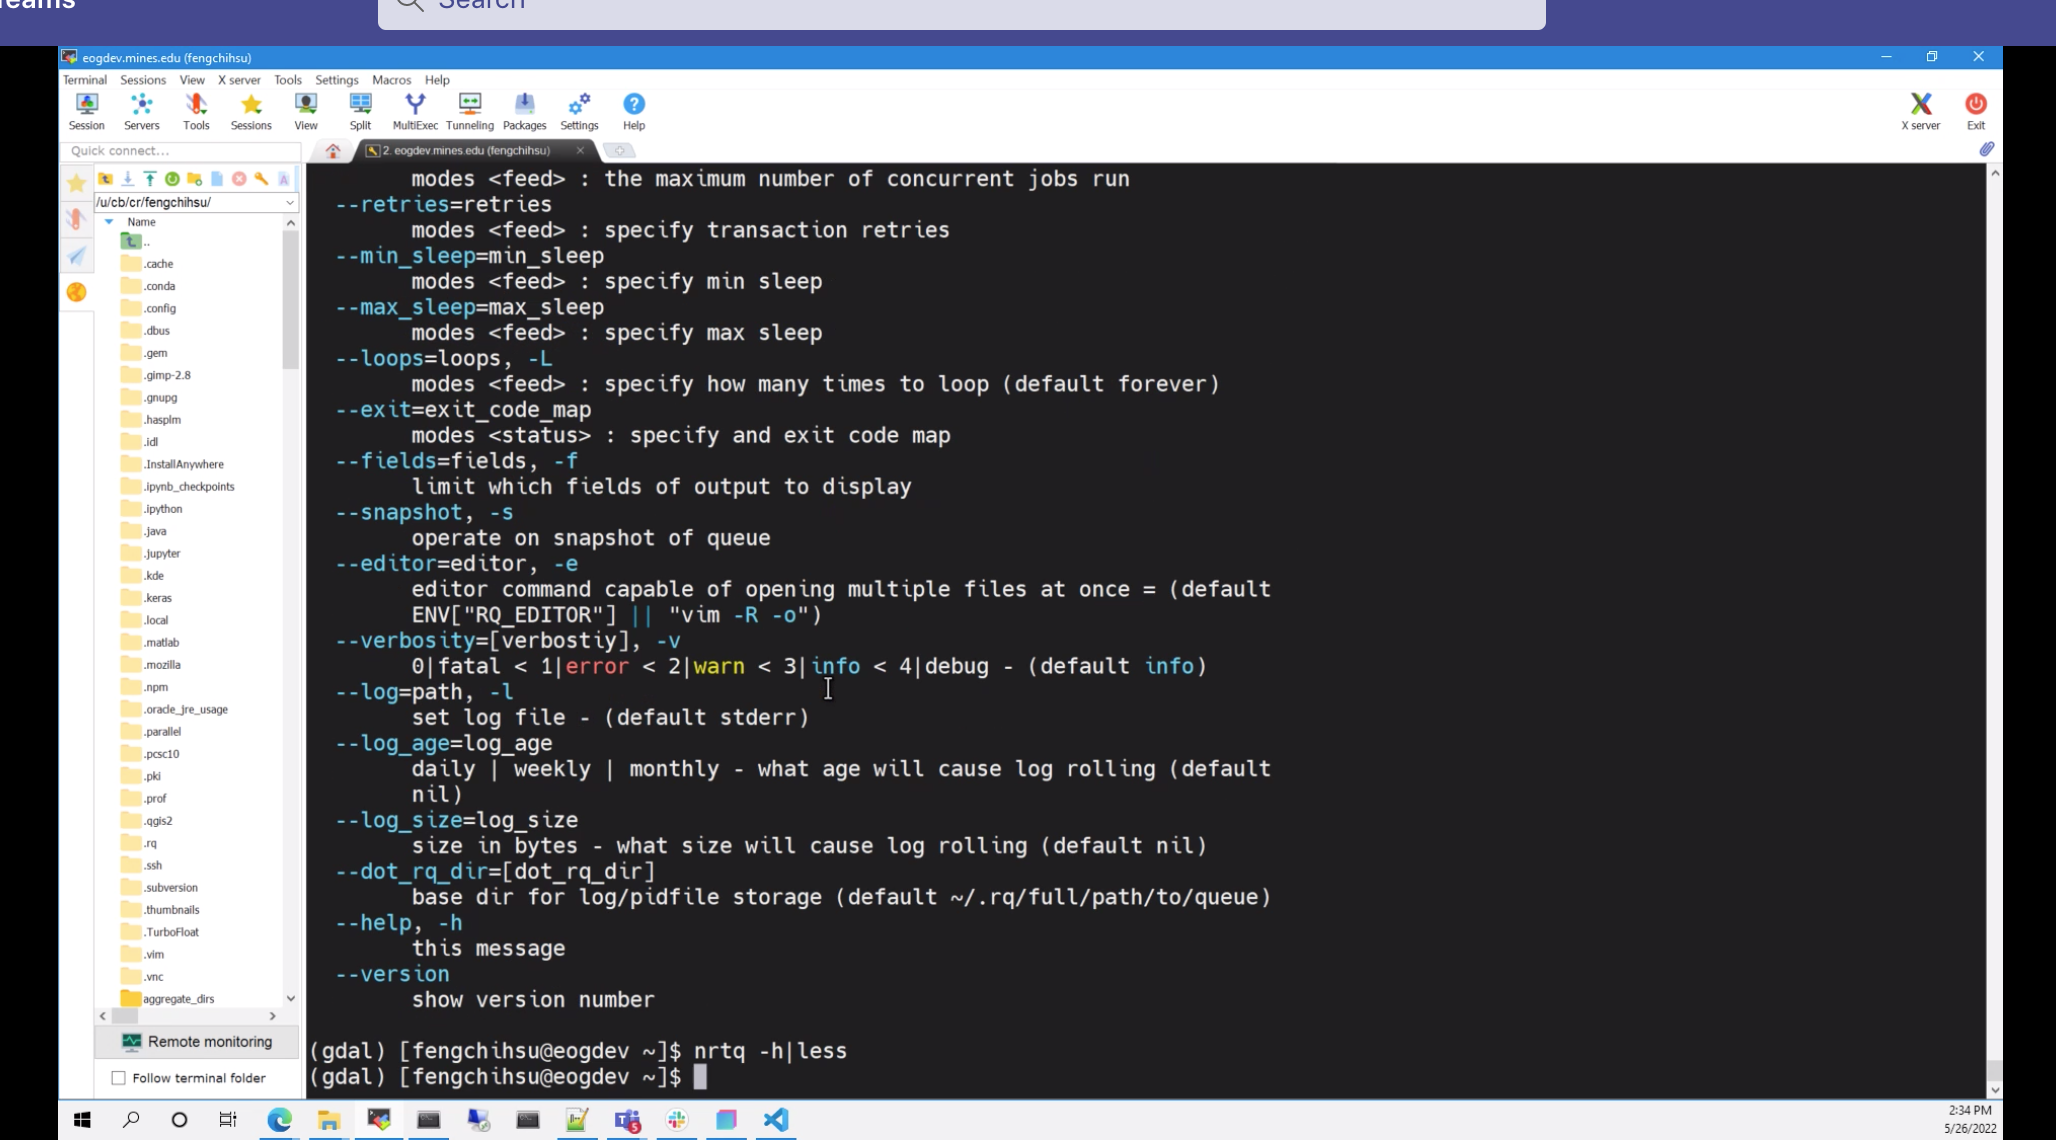 Teams
Search
eogdev.mines.edu (fengchihsu)
Terminal Sessions View X server Tools Settings Macros Help
Session Servers Tools Sessions View Split MultiExec Tunneling Packages Settings Help X server Exit
Quick connect...
2. eogdev.mines.edu (fengchihsu)
/u/cb/cr/fengchihsu/
Name
..
.cache
.conda
.config
.dbus
.gem
.gimp-2.8
.gnupg
.hasplm
.idl
.InstallAnywhere
.ipynb_checkpoints
.ipython
.java
.jupyter
.kde
.keras
.local
.matlab
.mozilla
.npm
.oracle_jre_usage
.parallel
.pcsc10
.pki
.prof
.qgis2
.rq
.ssh
.subversion
.thumbnails
.TurboFloat
.vim
.vnc
aggregate_dirs
Remote monitoring
Follow terminal folder
modes <feed> : the maximum number of concurrent jobs run
--retries=retries
modes <feed> : specify transaction retries
--min_sleep=min_sleep
modes <feed> : specify min sleep
--max_sleep=max_sleep
modes <feed> : specify max sleep
--loops=loops, -L
modes <feed> : specify how many times to loop (default forever)
--exit=exit_code_map
modes <status> : specify and exit code map
--fields=fields, -f
limit which fields of output to display
--snapshot, -s
operate on snapshot of queue
--editor=editor, -e
editor command capable of opening multiple files at once = (default
ENV["RQ_EDITOR"] || "vim -R -o")
--verbosity=[verbostiy], -v
0|fatal < 1|error < 2|warn < 3|info < 4|debug - (default info)
--log=path, -l
set log file - (default stderr)
--log_age=log_age
daily | weekly | monthly - what age will cause log rolling (default
nil)
--log_size=log_size
size in bytes - what size will cause log rolling (default nil)
--dot_rq_dir=[dot_rq_dir]
base dir for log/pidfile storage (default ~/.rq/full/path/to/queue)
--help, -h
this message
--version
show version number
(gdal) [fengchihsu@eogdev ~]$ nrtq -h|less
(gdal) [fengchihsu@eogdev ~]$
2:34 PM
5/26/2022